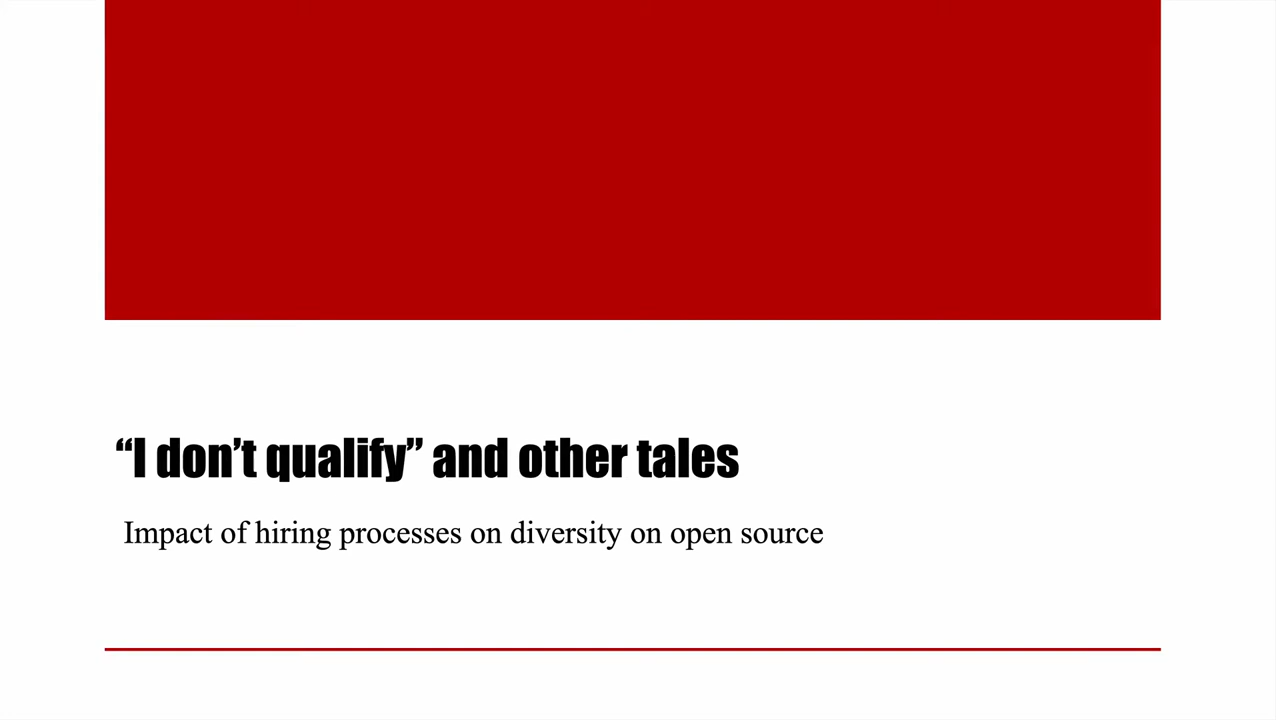 “I don’t qualify” and other tales
Impact of hiring processes on diversity on open source